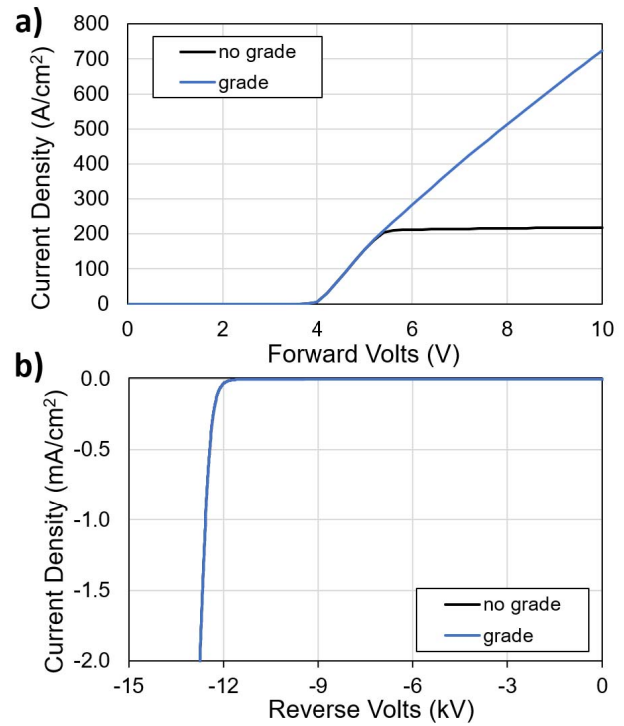 a)
800
700
600
500
400
300
200
100
0
Current Density (A/cm²)
no grade
grade
0 2 4 6 8 10
Forward Volts (V)
b)
0.0
-0.5
-1.0
-1.5
-2.0
Current Density (mA/cm²)
no grade
grade
-15 -12 -9 -6 -3 0
Reverse Volts (kV)